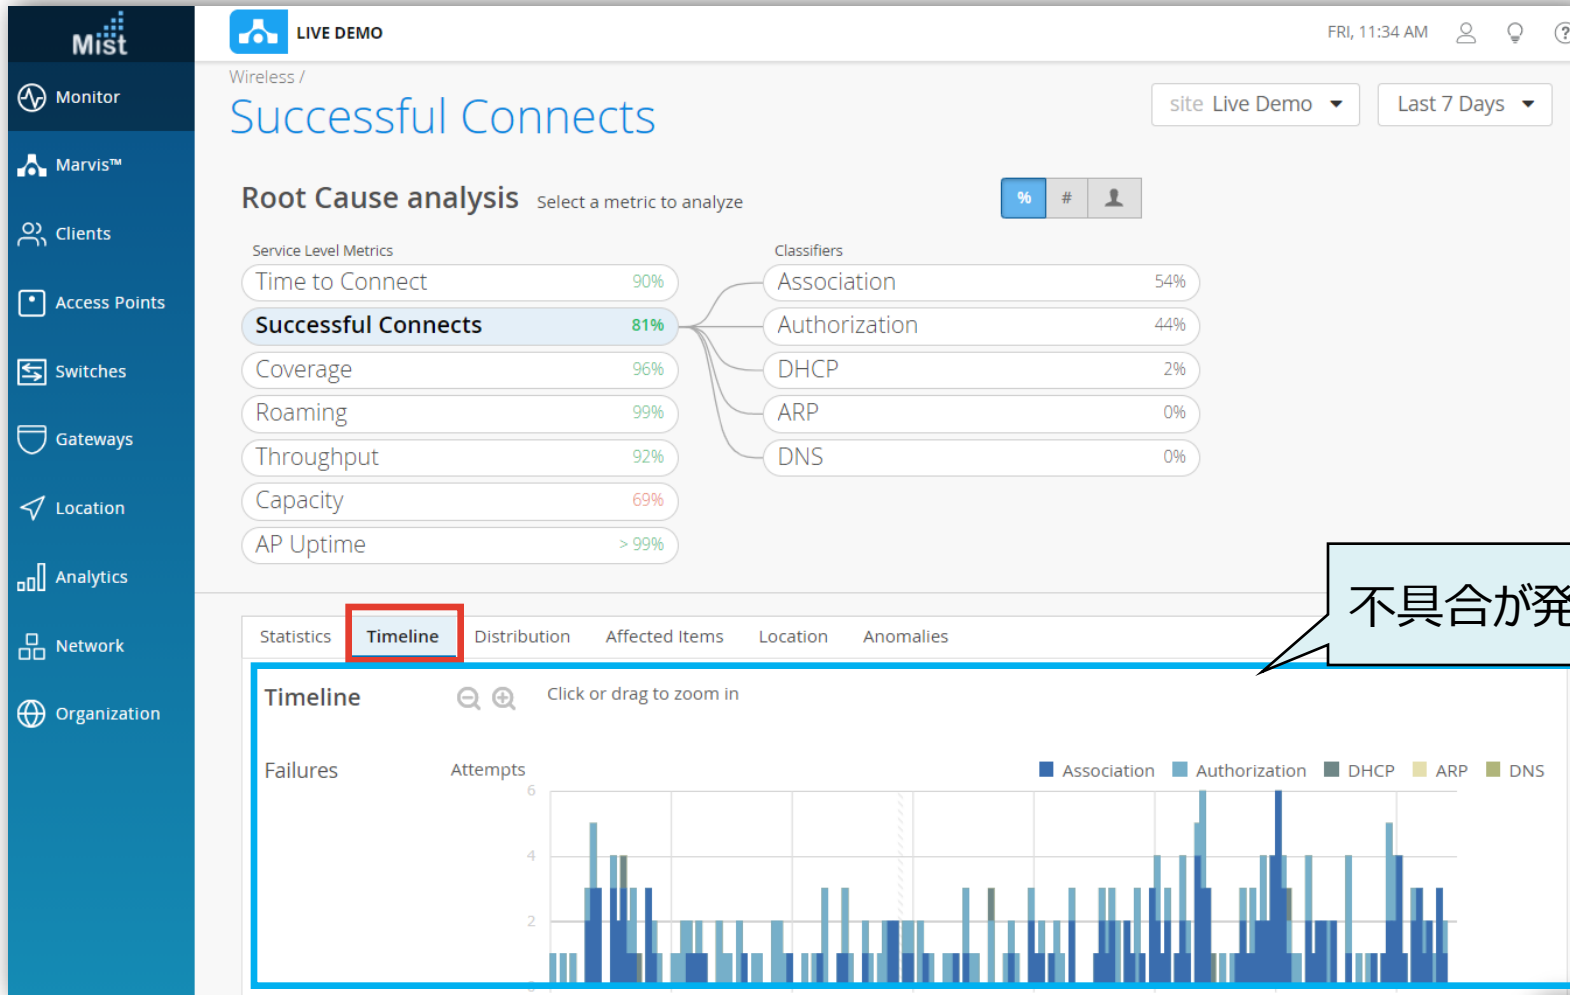 Mist
LIVE DEMO
FRI, 11:34 AM
?
Monitor
Marvis™
Clients
Access Points
Switches
Gateways
Location
Analytics
Network
Organization
Wireless /
Successful Connects
site Live Demo
Last 7 Days
Root Cause analysis Select a metric to analyze
% #
Service Level Metrics
Time to Connect 90%
Successful Connects 81%
Coverage 96%
Roaming 99%
Throughput 92%
Capacity 69%
AP Uptime > 99%
Classifiers
Association 54%
Authorization 44%
DHCP 2%
ARP 0%
DNS 0%
不具合が発
Statistics Timeline Distribution Affected Items Location Anomalies
Timeline Click or drag to zoom in
Failures Attempts
Association Authorization DHCP ARP DNS
6
4
2